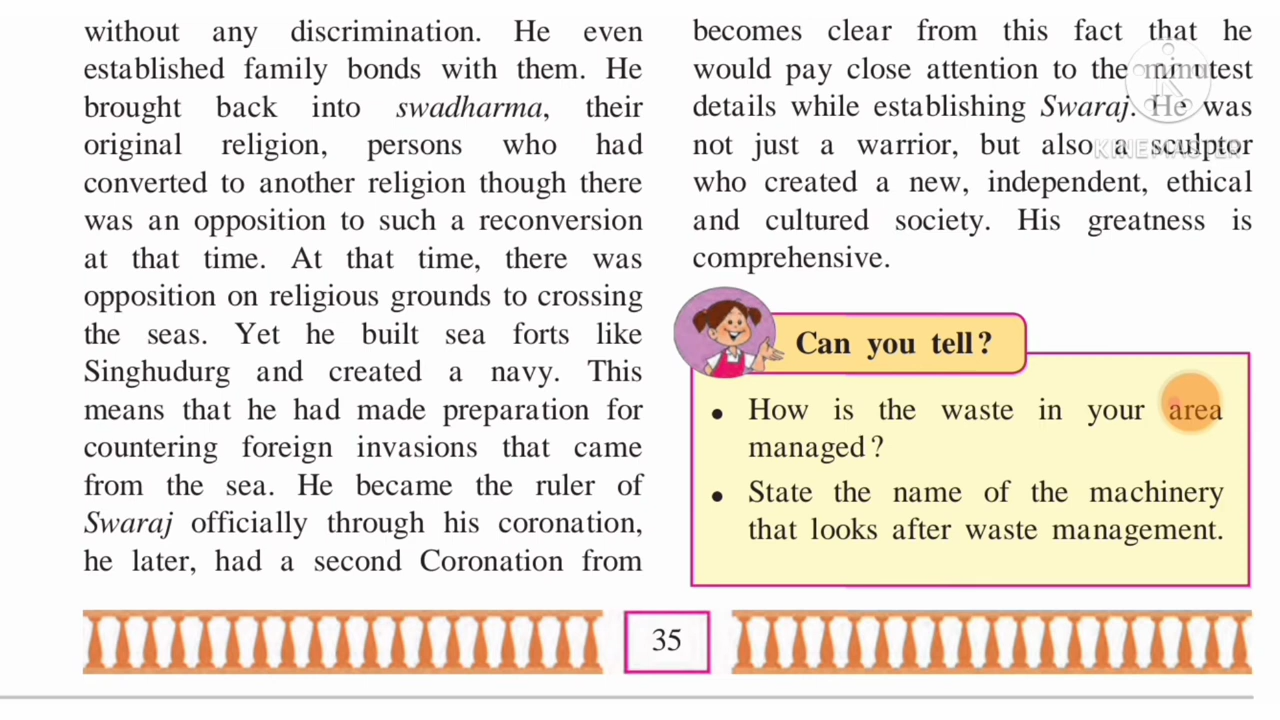 without any discrimination. He even
established family bonds with them. He
brought back into swadharma, their
original religion, persons who had
converted to another religion though there
was an opposition to such a reconversion
at that time. At that time, there was
opposition on religious grounds to crossing
the seas. Yet he built sea forts like
Singhudurg and created a navy. This
means that he had made preparation for
countering foreign invasions that came
from the sea. He became the ruler of
Swaraj officially through his coronation,
he later, had a second Coronation from
becomes clear from this fact that he
would pay close attention to the minutest
details while establishing Swaraj. He was
not just a warrior, but also a sculptor
who created a new, independent, ethical
and cultured society. His greatness is
comprehensive.
KINEMASTER
Can you tell?
• How is the waste in your area
managed?
• State the name of the machinery
that looks after waste management.
35